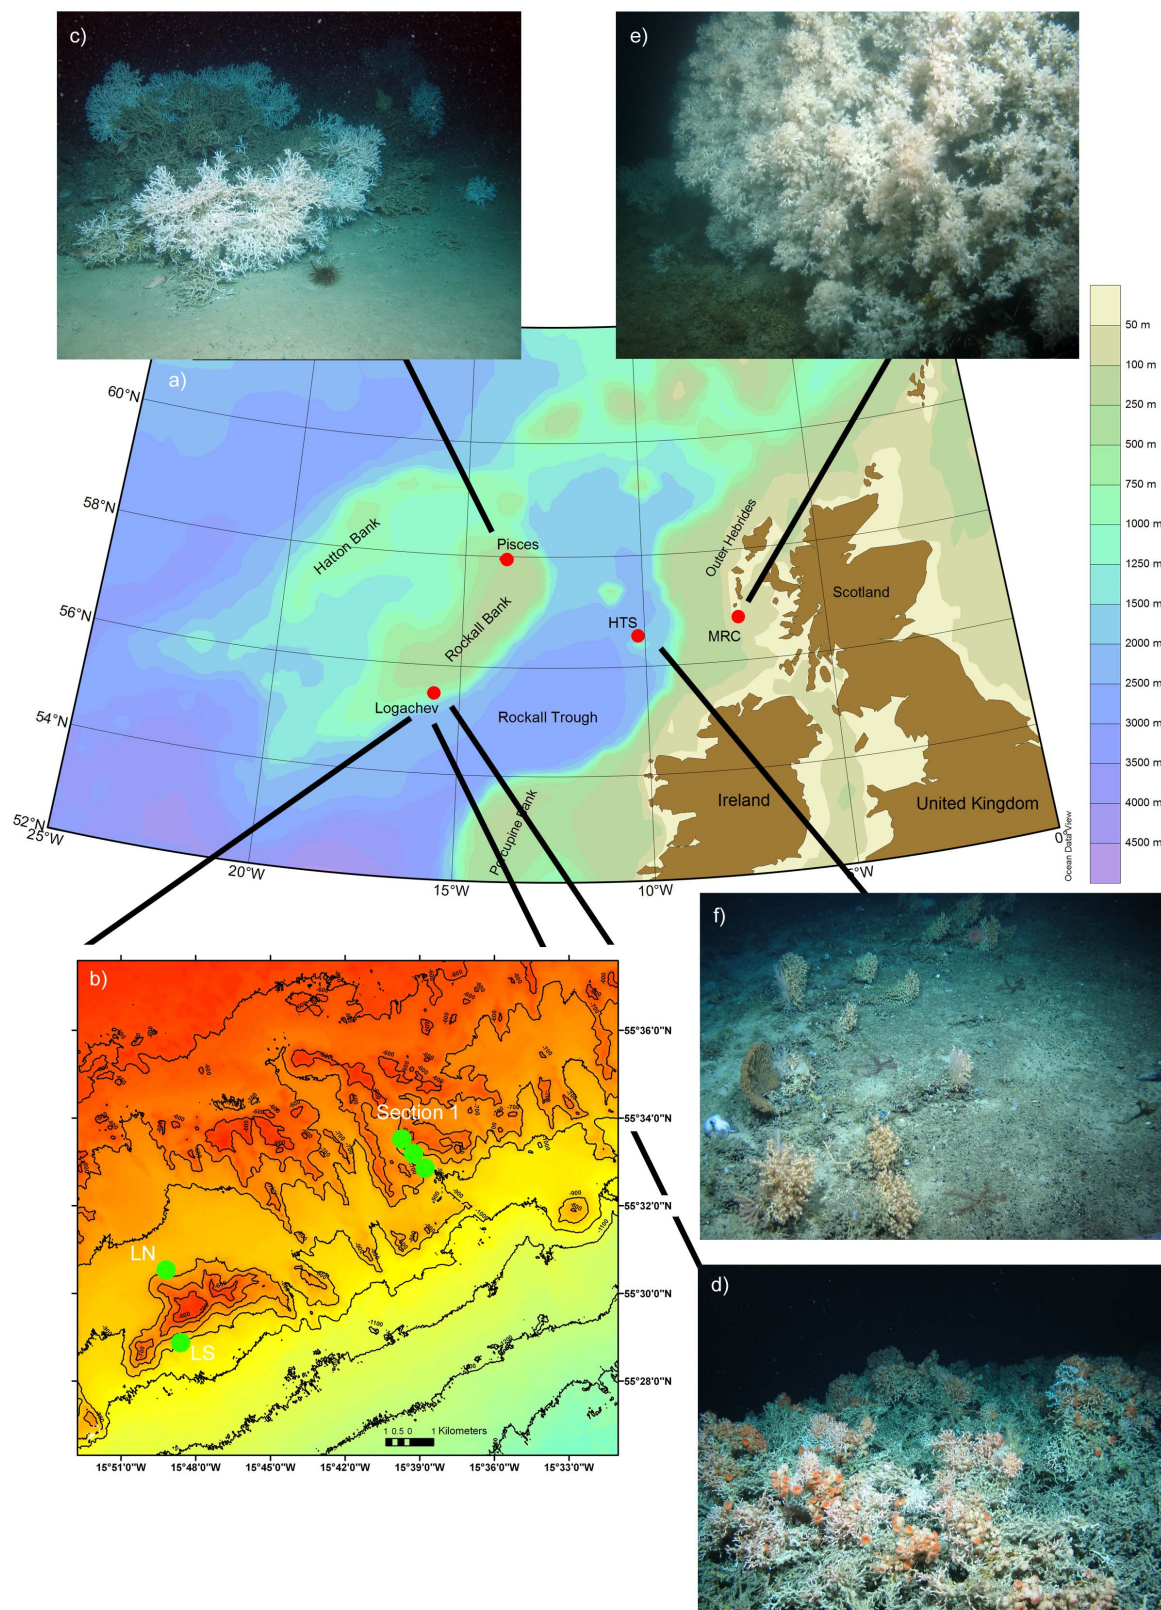 c)
e)
a)
50 m
100 m
250 m
500 m
750 m
1000 m
1250 m
1500 m
2000 m
2500 m
3000 m
3500 m
4000 m
4500 m
Ocean Data View
60°N
58°N
56°N
54°N
52°N
25°W
20°W
15°W
10°W
5°W
0°
Hatton Bank
Pisces
Rockall Bank
Outer Hebrides
Scotland
HTS
MRC
Logachev
Rockall Trough
Porcupine Bank
Ireland
United Kingdom
b)
Section 1
LN
LS
55°36'0"N
55°34'0"N
55°32'0"N
55°30'0"N
55°28'0"N
1 0.5 0 1 Kilometers
15°51'0"W 15°48'0"W 15°45'0"W 15°42'0"W 15°39'0"W 15°36'0"W 15°33'0"W
f)
d)